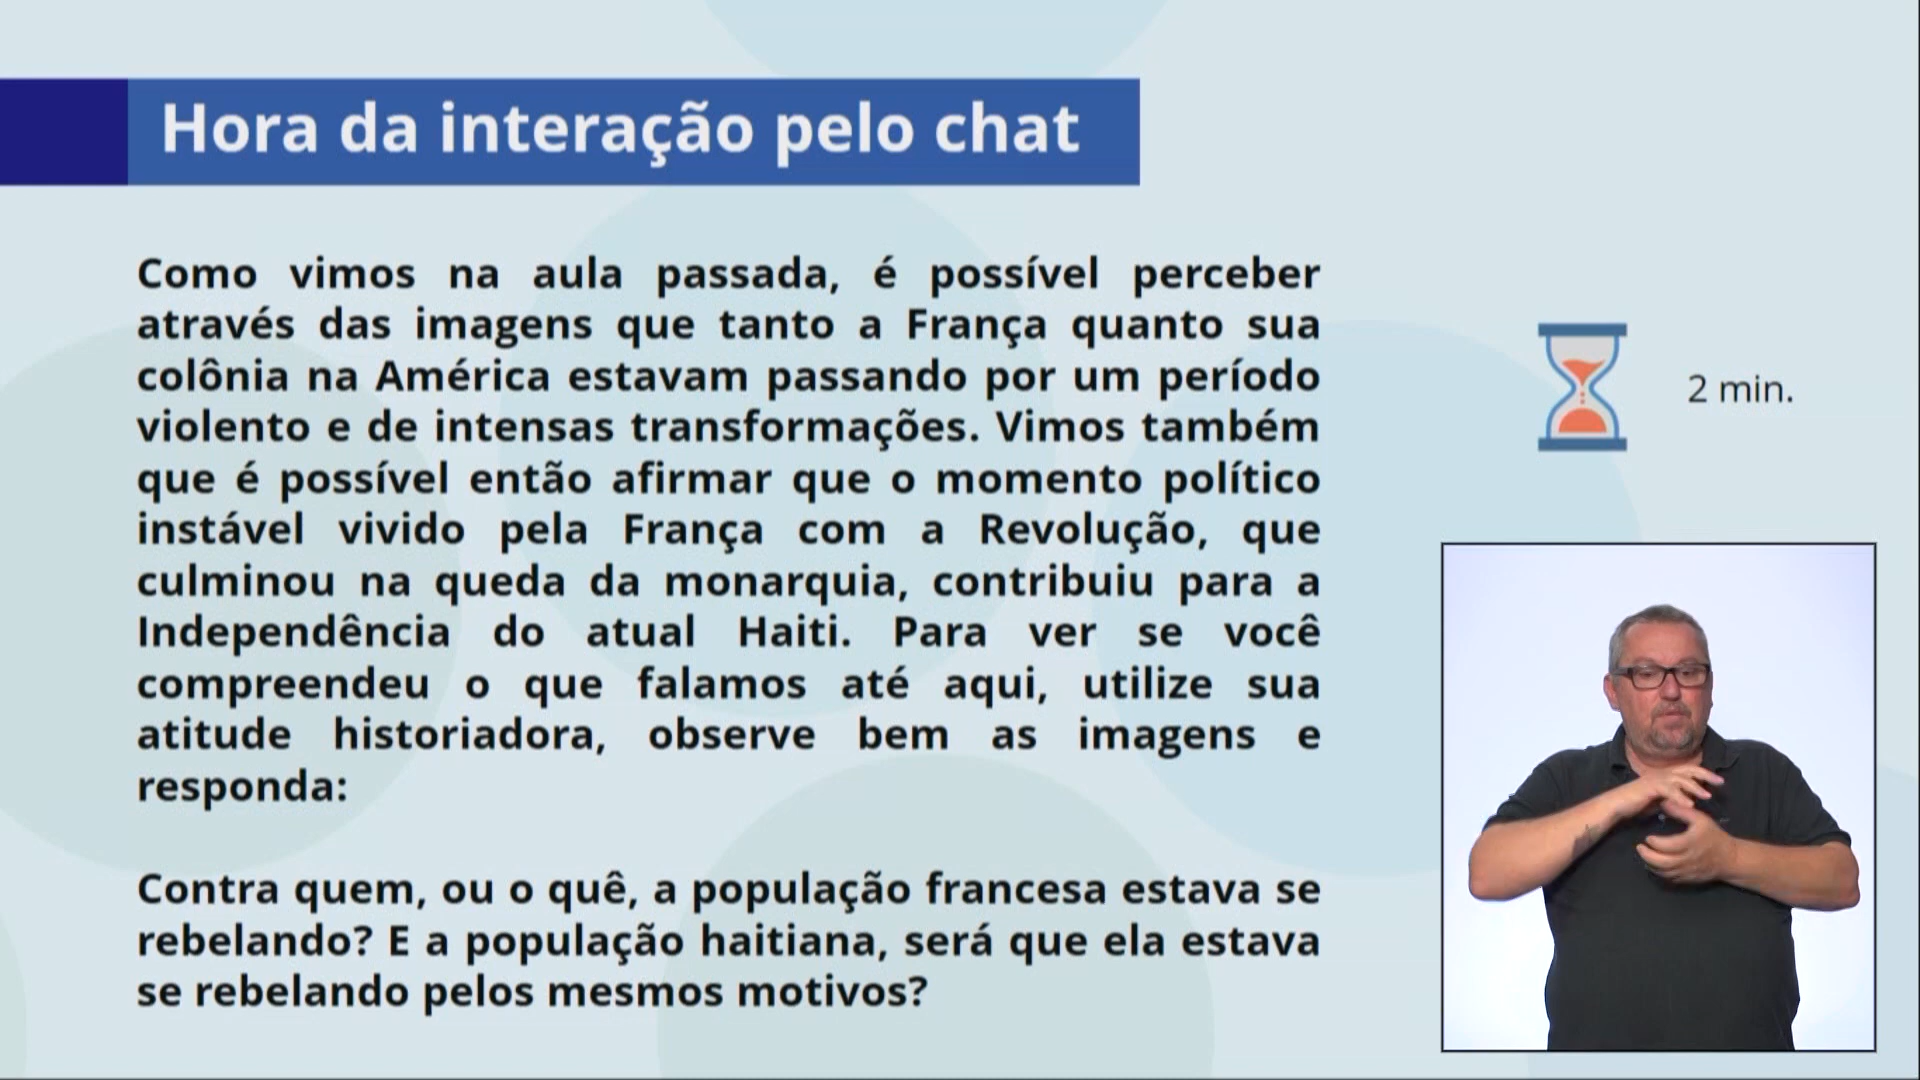 Hora da interação pelo chat
Como vimos na aula passada, é possível perceber
através das imagens que tanto a França quanto sua
colônia na América estavam passando por um período
violento e de intensas transformações. Vimos também
que é possível então afirmar que o momento político
instável vivido pela França com a Revolução, que
culminou na queda da monarquia, contribuiu para a
Independência do atual Haiti. Para ver se você
compreendeu o que falamos até aqui, utilize sua
atitude historiadora, observe bem as imagens e
responda:
Contra quem, ou o quê, a população francesa estava se
rebelando? E a população haitiana, será que ela estava
se rebelando pelos mesmos motivos?
2 min.